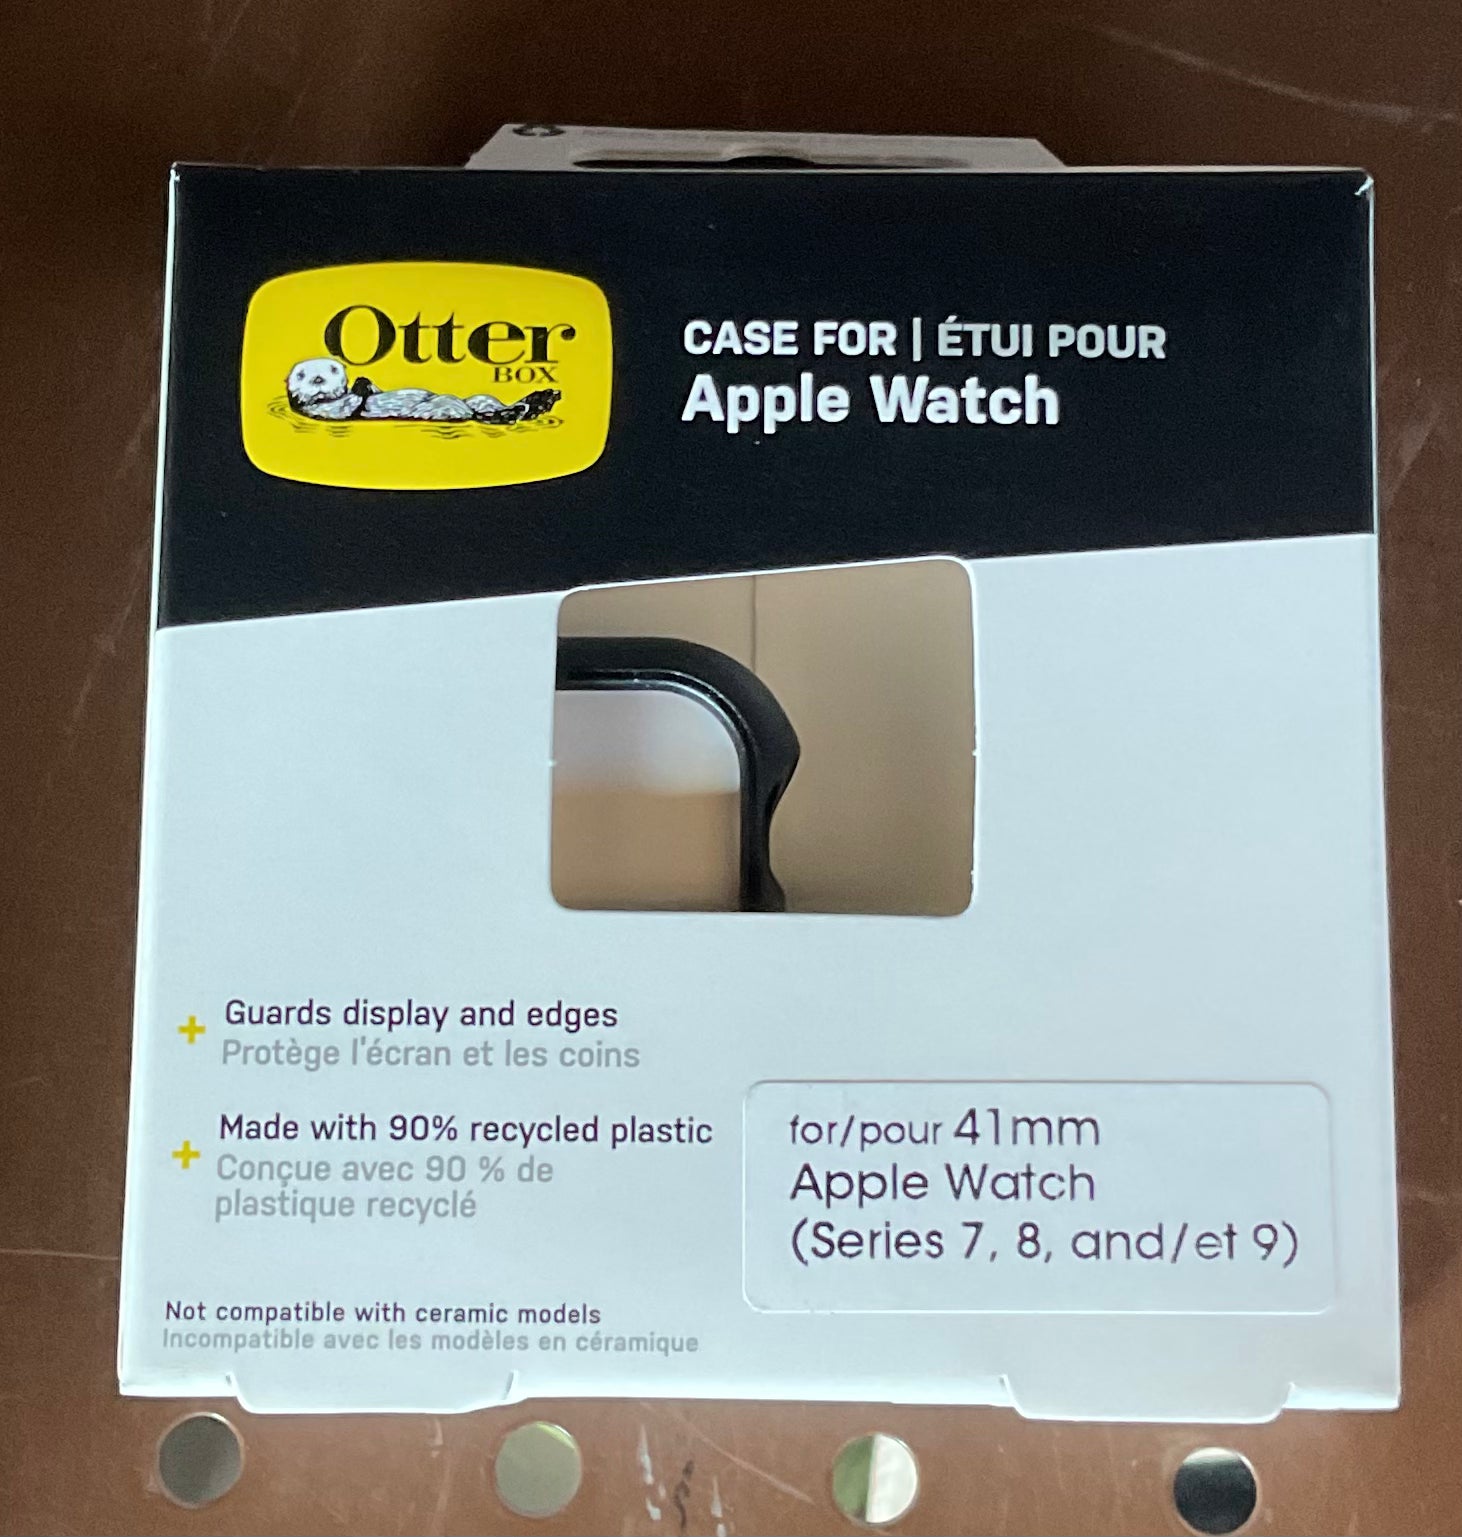 Otter
BOX
CASE FOR | ÉTUI POUR
Apple Watch
Guards display and edges
Protège l'écran et les coins
Made with 90% recycled plastic
Conçue avec 90 % de
plastique recyclé
for/pour 41mm
Apple Watch
(Series 7, 8, and/et 9)
Not compatible with ceramic models
Incompatible avec les modèles en céramique